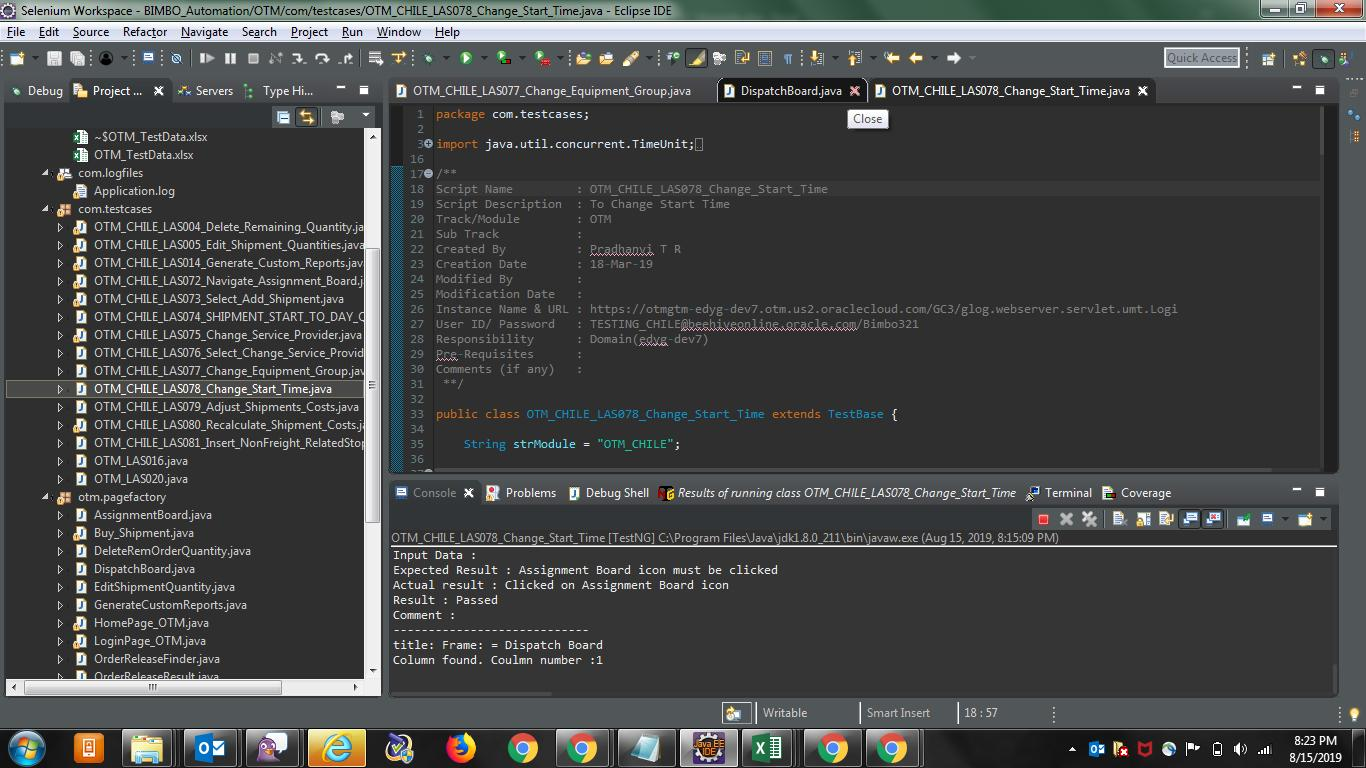 Selenium Workspace - BIMBO_Automation/OTM/com/testcases/OTM_CHILE_LAS078_Change_Start_Time.java - Eclipse IDE
File Edit Source Refactor Navigate Search Project Run Window Help
Quick Access
Debug Project ... Servers Type Hi...
~$OTM_TestData.xlsx
OTM_TestData.xlsx
com.logfiles
Application.log
com.testcases
OTM_CHILE_LAS004_Delete_Remaining_Quantity.ja
OTM_CHILE_LAS005_Edit_Shipment_Quantities.java
OTM_CHILE_LAS014_Generate_Custom_Reports.jav
OTM_CHILE_LAS072_Navigate_Assignment_Board.ja
OTM_CHILE_LAS073_Select_Add_Shipment.java
OTM_CHILE_LAS074_SHIPMENT_START_TO_DAY_Q
OTM_CHILE_LAS075_Change_Service_Provider.java
OTM_CHILE_LAS076_Select_Change_Service_Provid
OTM_CHILE_LAS077_Change_Equipment_Group.jav
OTM_CHILE_LAS078_Change_Start_Time.java
OTM_CHILE_LAS079_Adjust_Shipments_Costs.java
OTM_CHILE_LAS080_Recalculate_Shipment_Costs.ja
OTM_CHILE_LAS081_Insert_NonFreight_RelatedStop
OTM_LAS016.java
OTM_LAS020.java
otm.pagefactory
AssignmentBoard.java
Buy_Shipment.java
DeleteRemOrderQuantity.java
DispatchBoard.java
EditShipmentQuantity.java
GenerateCustomReports.java
HomePage_OTM.java
LoginPage_OTM.java
OrderReleaseFinder.java
OrderReleaseResult.java
OTM_CHILE_LAS077_Change_Equipment_Group.java DispatchBoard.java OTM_CHILE_LAS078_Change_Start_Time.java
Close
1 package com.testcases;
2
3 import java.util.concurrent.TimeUnit;
16
17 /**
18 Script Name : OTM_CHILE_LAS078_Change_Start_Time
19 Script Description : To Change Start Time
20 Track/Module : OTM
21 Sub Track :
22 Created By : Pradhanvi T R
23 Creation Date : 18-Mar-19
24 Modified By :
25 Modification Date :
26 Instance Name & URL : https://otmgtm-edyg-dev7.otm.us2.oraclecloud.com/GC3/glog.webserver.servlet.umt.Logi
27 User ID/ Password : TESTING_CHILE@beehiveonline.oracle.com/Bimbo321
28 Responsibility : Domain(edyg-dev7)
29 Pre-Requisites :
30 Comments (if any) :
31 **/
32
33 public class OTM_CHILE_LAS078_Change_Start_Time extends TestBase {
34
35 String strModule = "OTM_CHILE";
36
Console Problems Debug Shell Results of running class OTM_CHILE_LAS078_Change_Start_Time Terminal Coverage
OTM_CHILE_LAS078_Change_Start_Time [TestNG] C:\Program Files\Java\jdk1.8.0_211\bin\javaw.exe (Aug 15, 2019, 8:15:09 PM)
Input Data :
Expected Result : Assignment Board icon must be clicked
Actual result : Clicked on Assignment Board icon
Result : Passed
Comment :
----------------------------
title: Frame: = Dispatch Board
Column found. Coulmn number :1
Writable Smart Insert 18 : 57
Java EE
IDE
8:23 PM
8/15/2019